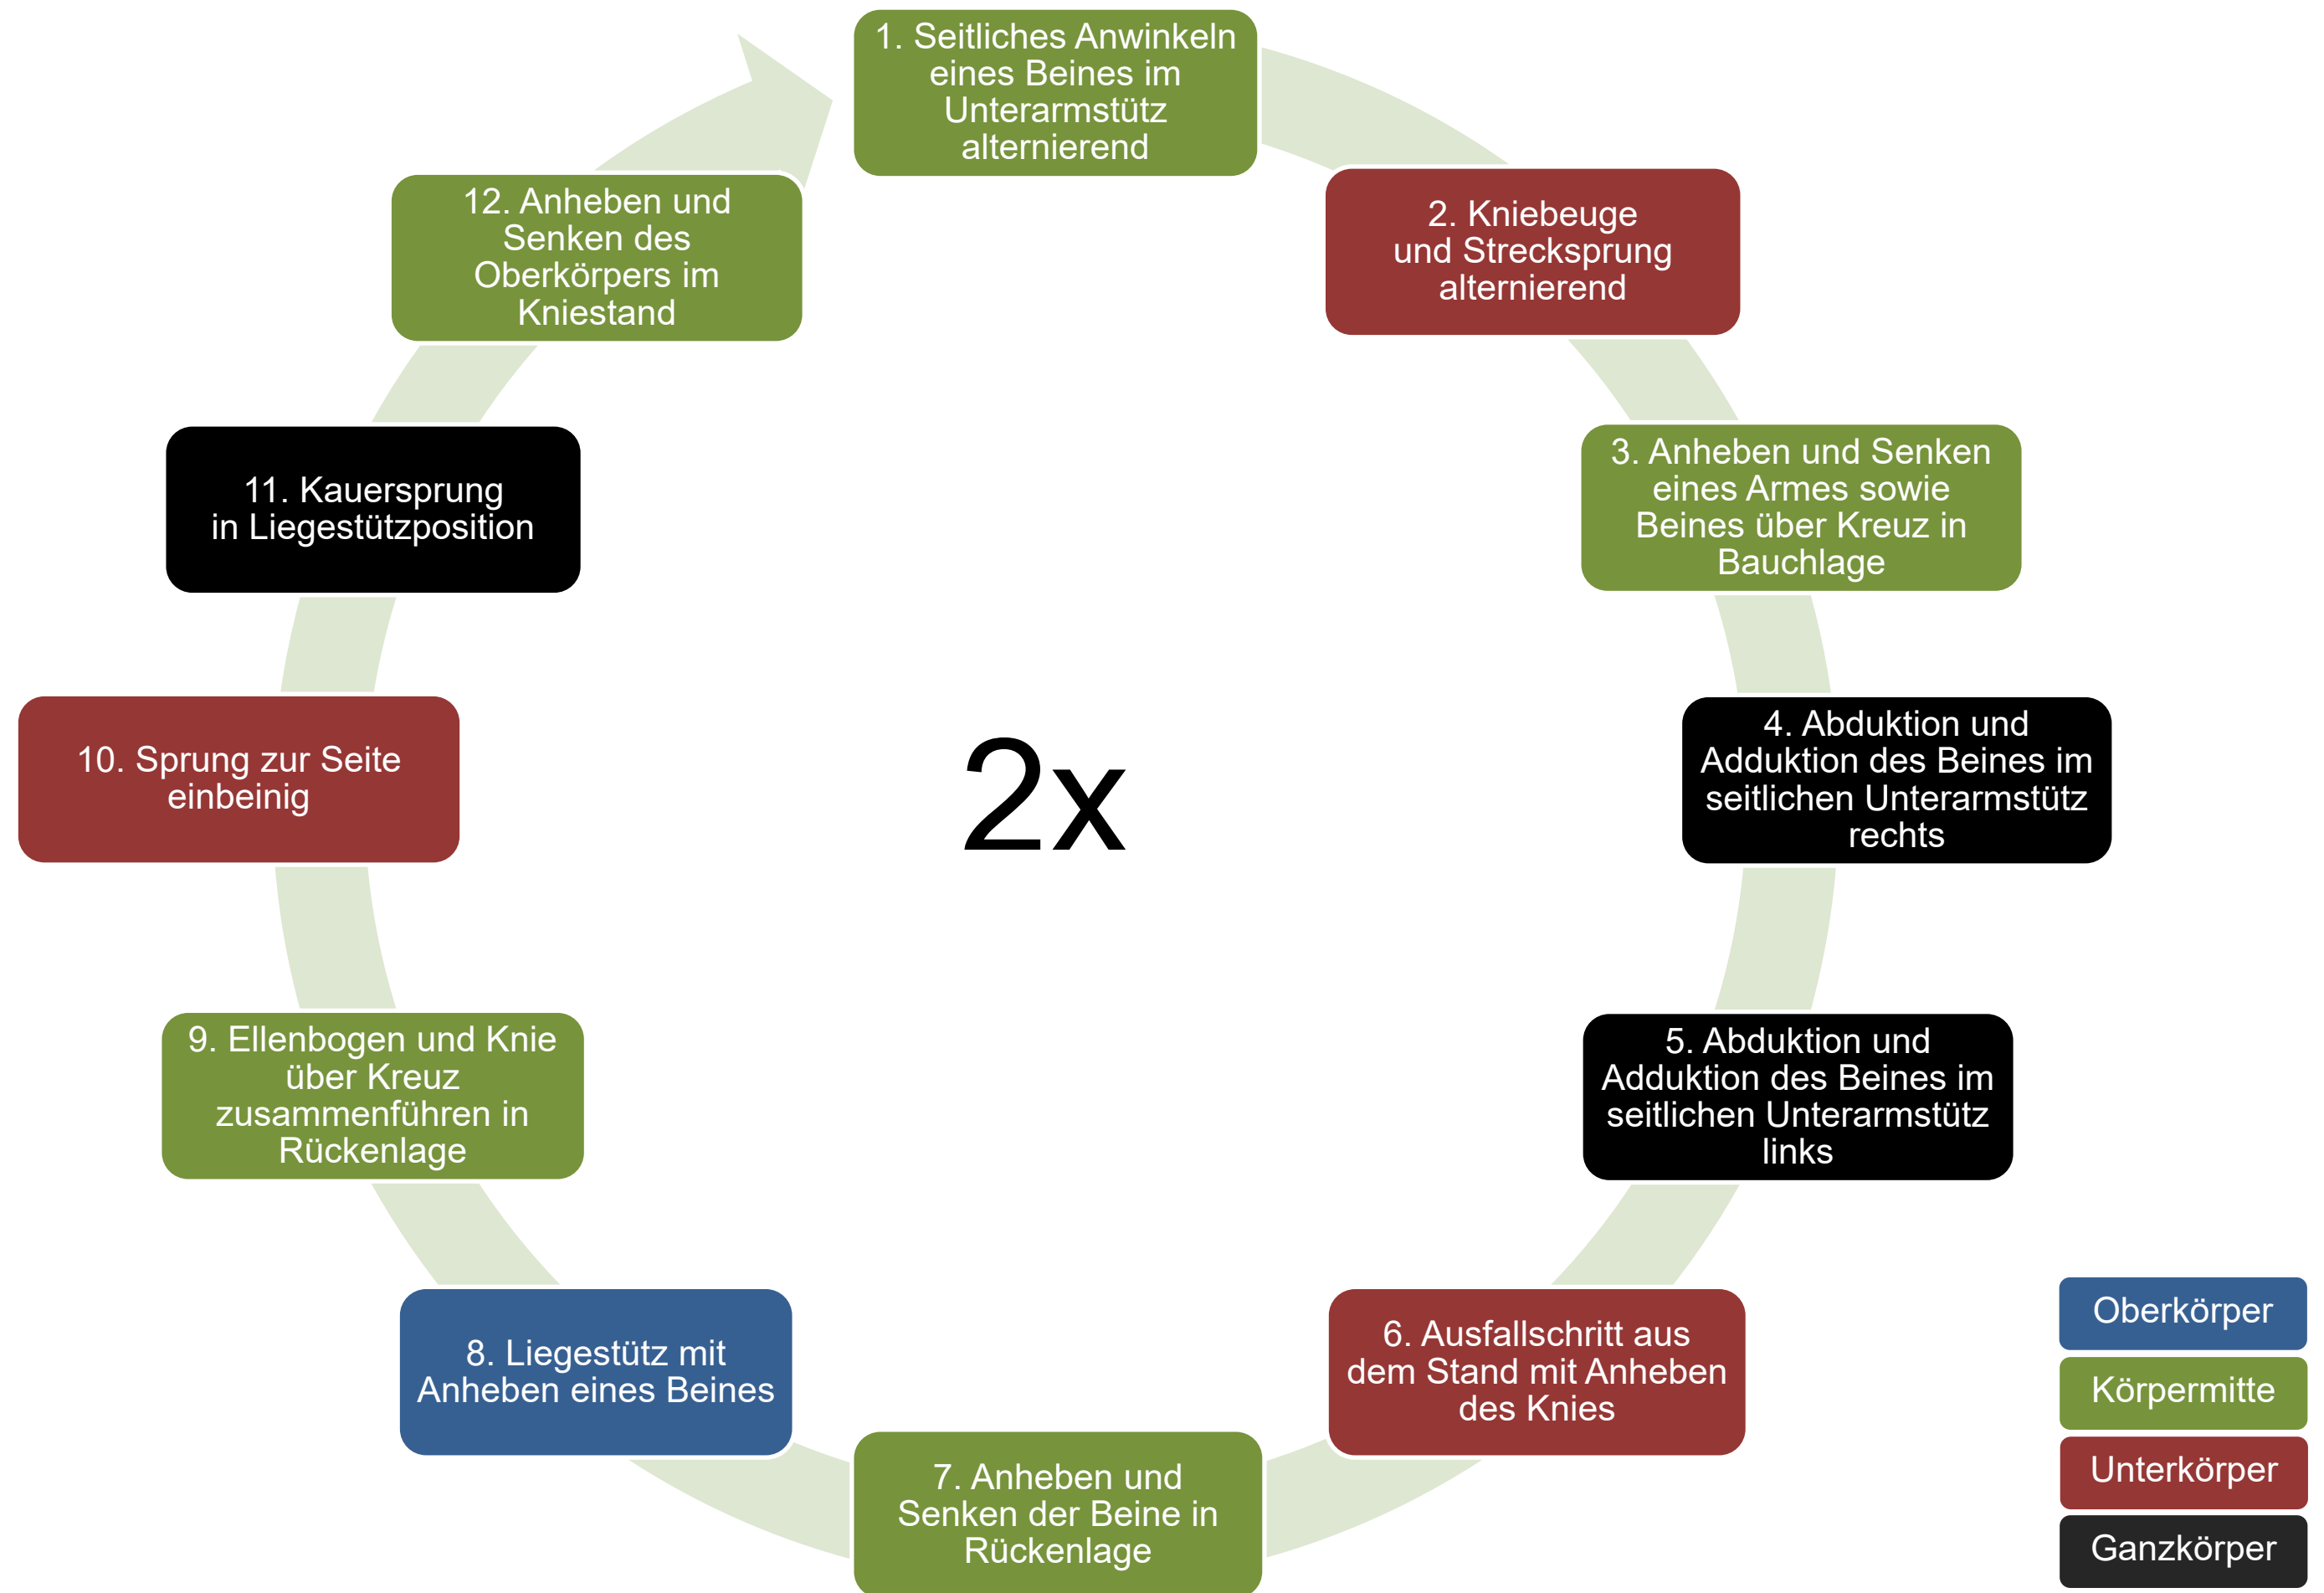 1. Seitliches Anwinkeln
eines Beines im
Unterarmstütz
alternierend
2. Kniebeuge
und Strecksprung
alternierend
3. Anheben und Senken
eines Armes sowie
Beines über Kreuz in
Bauchlage
4. Abduktion und
Adduktion des Beines im
seitlichen Unterarmstütz
rechts
5. Abduktion und
Adduktion des Beines im
seitlichen Unterarmstütz
links
6. Ausfallschritt aus
dem Stand mit Anheben
des Knies
7. Anheben und
Senken der Beine in
Rückenlage
8. Liegestütz mit
Anheben eines Beines
9. Ellenbogen und Knie
über Kreuz
zusammenführen in
Rückenlage
10. Sprung zur Seite
einbeinig
11. Kauersprung
in Liegestützposition
12. Anheben und
Senken des
Oberkörpers im
Kniestand
2x
Oberkörper
Körpermitte
Unterkörper
Ganzkörper